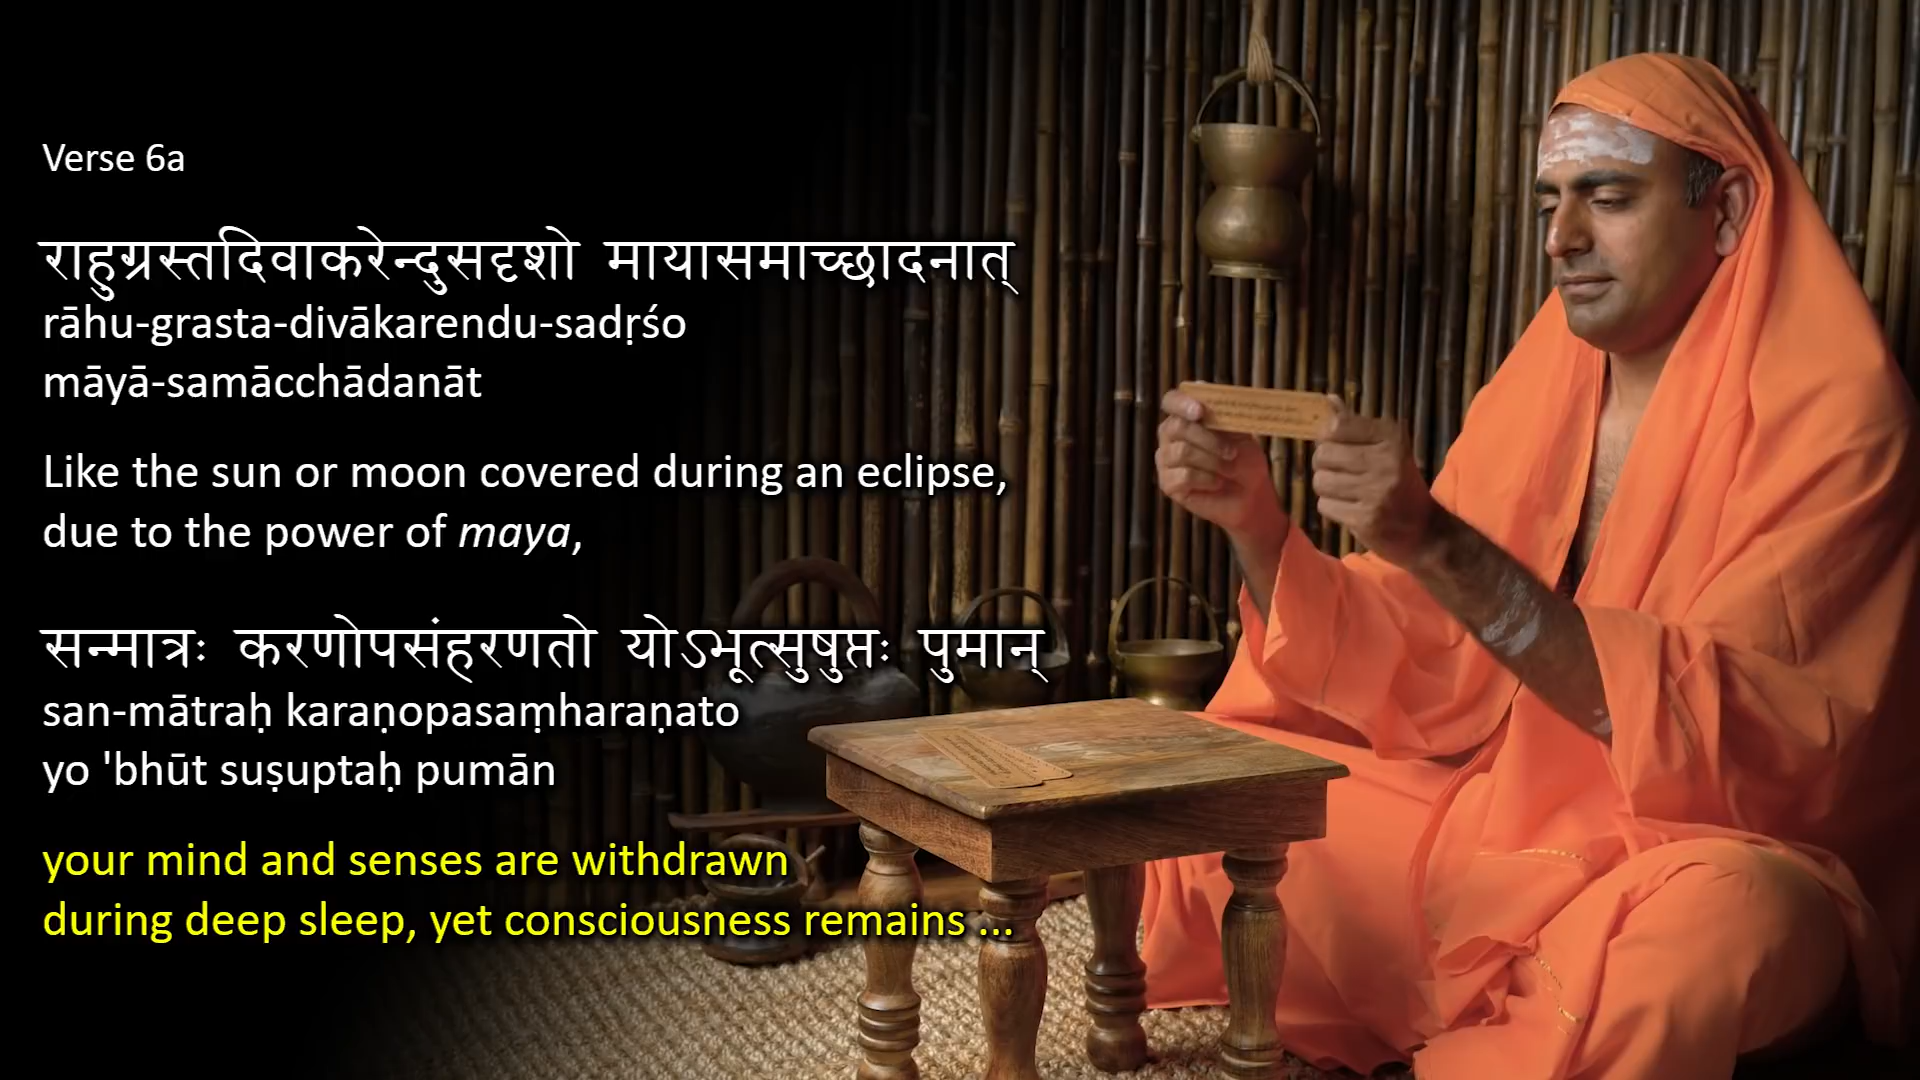 Verse 6a
राहुग्रस्तदिवाकरेन्दुसदृशो मायासमाच्छादनात्
rāhu-grasta-divākarendu-sadṛśo
māyā-samācchādanāt
Like the sun or moon covered during an eclipse,
due to the power of maya,
सन्मात्रः करणोपसंहरणतो योऽभूत्सुषुप्तः पुमान्
san-mātraḥ karaṇopasaṃharaṇato
yo 'bhūt suṣuptaḥ pumān
your mind and senses are withdrawn
during deep sleep, yet consciousness remains ...